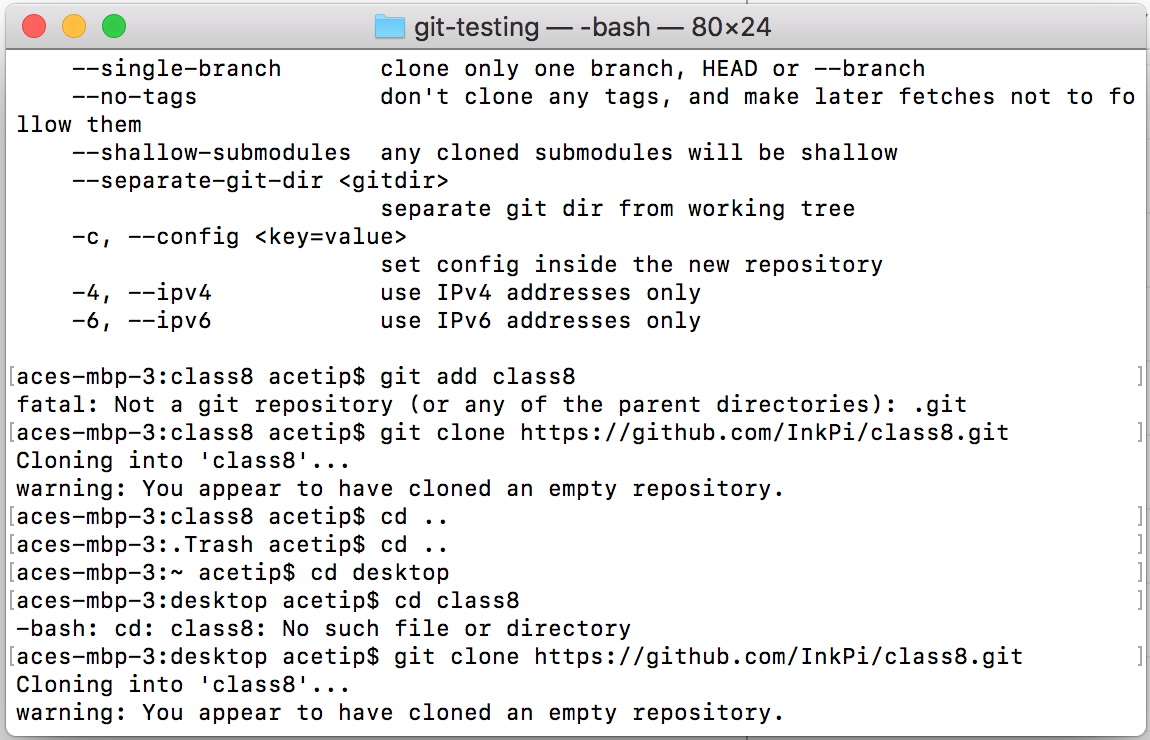 git-testing — -bash — 80×24
--single-branch       clone only one branch, HEAD or --branch
--no-tags             don't clone any tags, and make later fetches not to fo
llow them
--shallow-submodules  any cloned submodules will be shallow
--separate-git-dir <gitdir>
separate git dir from working tree
-c, --config <key=value>
set config inside the new repository
-4, --ipv4            use IPv4 addresses only
-6, --ipv6            use IPv6 addresses only
[aces-mbp-3:class8 acetip$ git add class8 ]
fatal: Not a git repository (or any of the parent directories): .git
[aces-mbp-3:class8 acetip$ git clone https://github.com/InkPi/class8.git ]
Cloning into 'class8'...
warning: You appear to have cloned an empty repository.
[aces-mbp-3:class8 acetip$ cd .. ]
[aces-mbp-3:.Trash acetip$ cd .. ]
[aces-mbp-3:~ acetip$ cd desktop ]
[aces-mbp-3:desktop acetip$ cd class8 ]
-bash: cd: class8: No such file or directory
[aces-mbp-3:desktop acetip$ git clone https://github.com/InkPi/class8.git ]
Cloning into 'class8'...
warning: You appear to have cloned an empty repository.